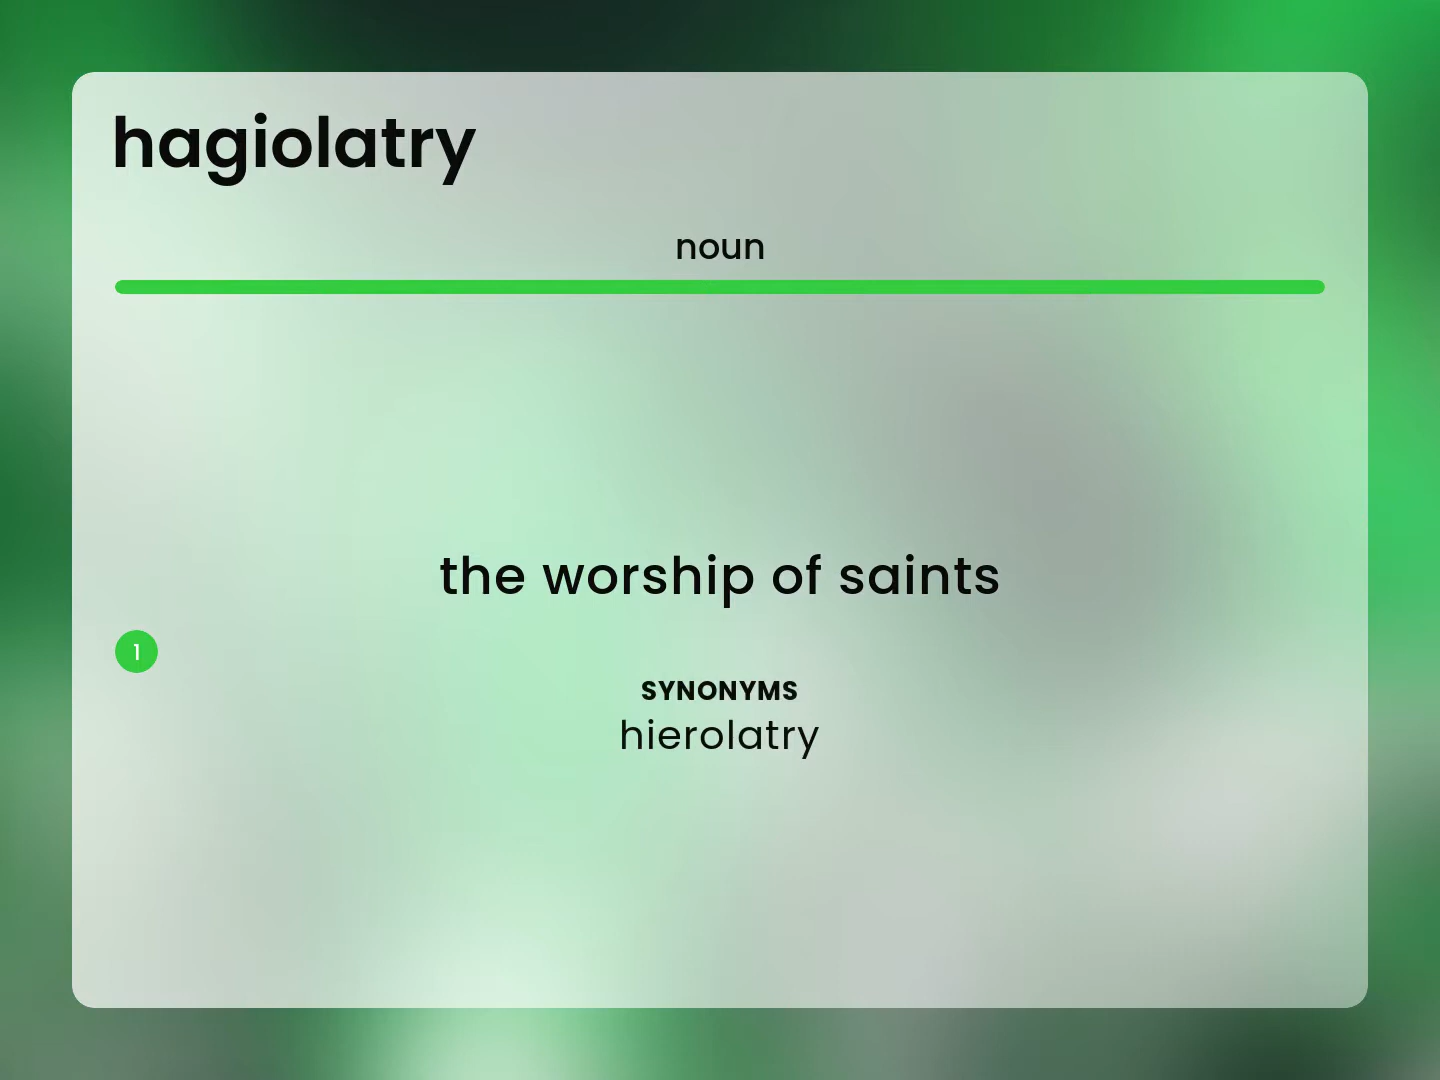 hagiolatry
noun
the worship of saints
1
SYNONYMS
hierolatry